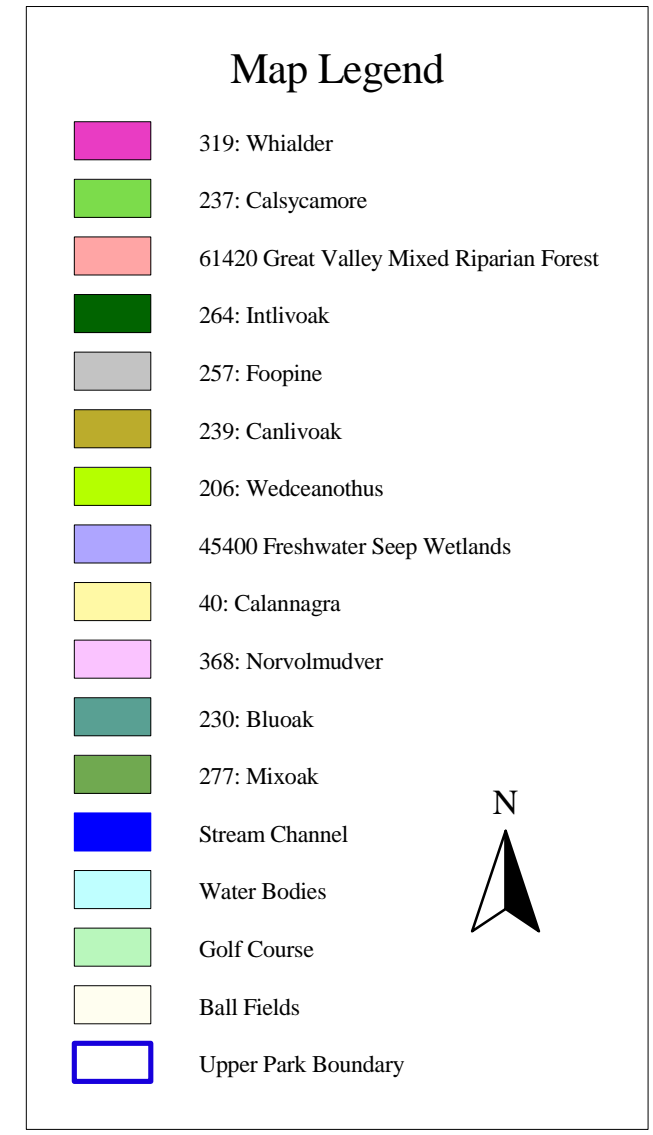 Map Legend
319: Whialder
237: Calsycamore
61420 Great Valley Mixed Riparian Forest
264: Intlivoak
257: Foopine
239: Canlivoak
206: Wedceanothus
45400 Freshwater Seep Wetlands
40: Calannagra
368: Norvolmudver
230: Bluoak
277: Mixoak
N
Stream Channel
Water Bodies
Golf Course
Ball Fields
Upper Park Boundary